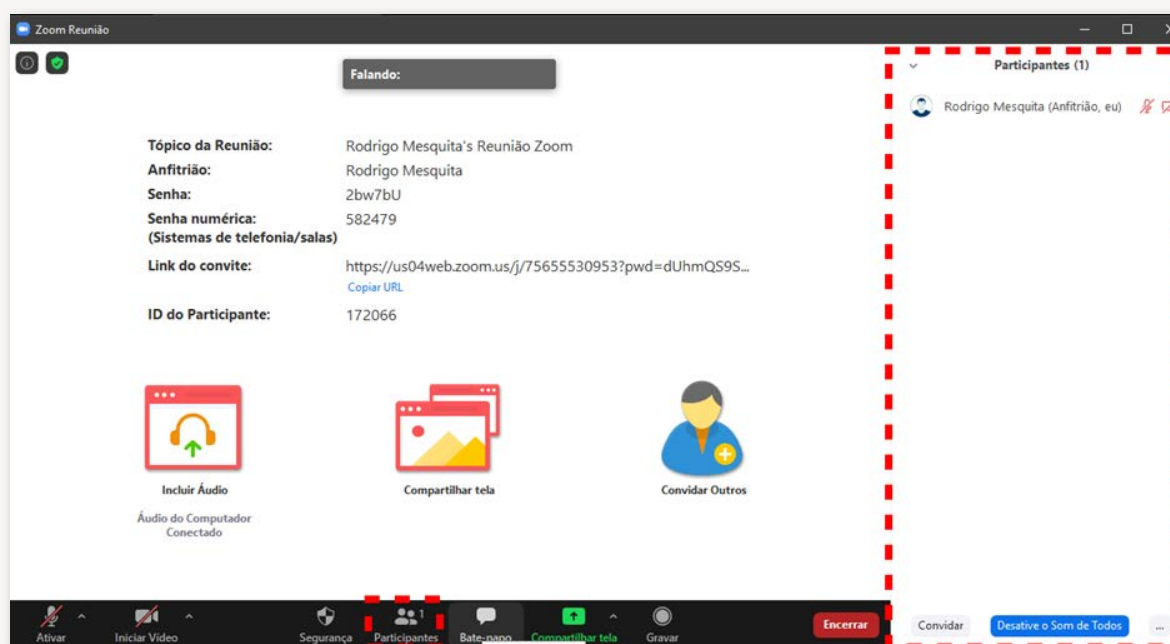 Zoom Reunião
Falando:
Participantes (1)
Rodrigo Mesquita (Anfitrião, eu)
Tópico da Reunião: Rodrigo Mesquita's Reunião Zoom
Anfitrião: Rodrigo Mesquita
Senha: 2bw7bU
Senha numérica: 582479
(Sistemas de telefonia/salas)
Link do convite: https://us04web.zoom.us/j/75655530953?pwd=dUhmQS9S...
Copiar URL
ID do Participante: 172066
Incluir Áudio Compartilhar tela Convidar Outros
Áudio do Computador
Conectado
Ativar Iniciar Vídeo Segurança Participantes 1 Bate-papo Compartilhar tela Gravar Encerrar
Convidar Desative o Som de Todos ...